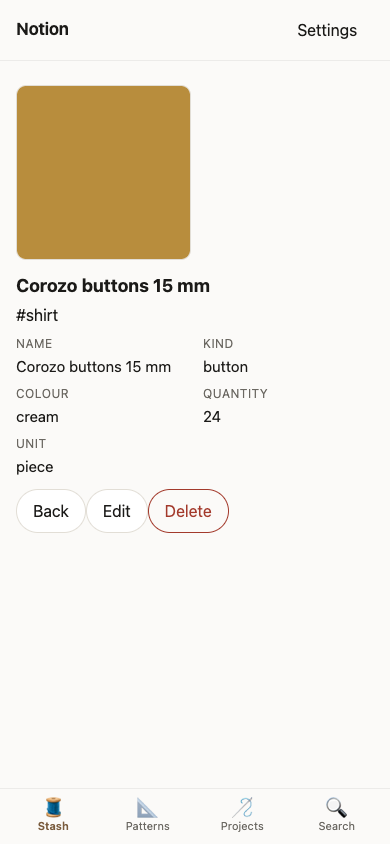 Notion
Settings
Corozo buttons 15 mm
#shirt
NAME
KIND
Corozo buttons 15 mm
button
COLOUR
QUANTITY
cream
24
UNIT
piece
Back
Edit
Delete
Stash
Patterns
Projects
Search